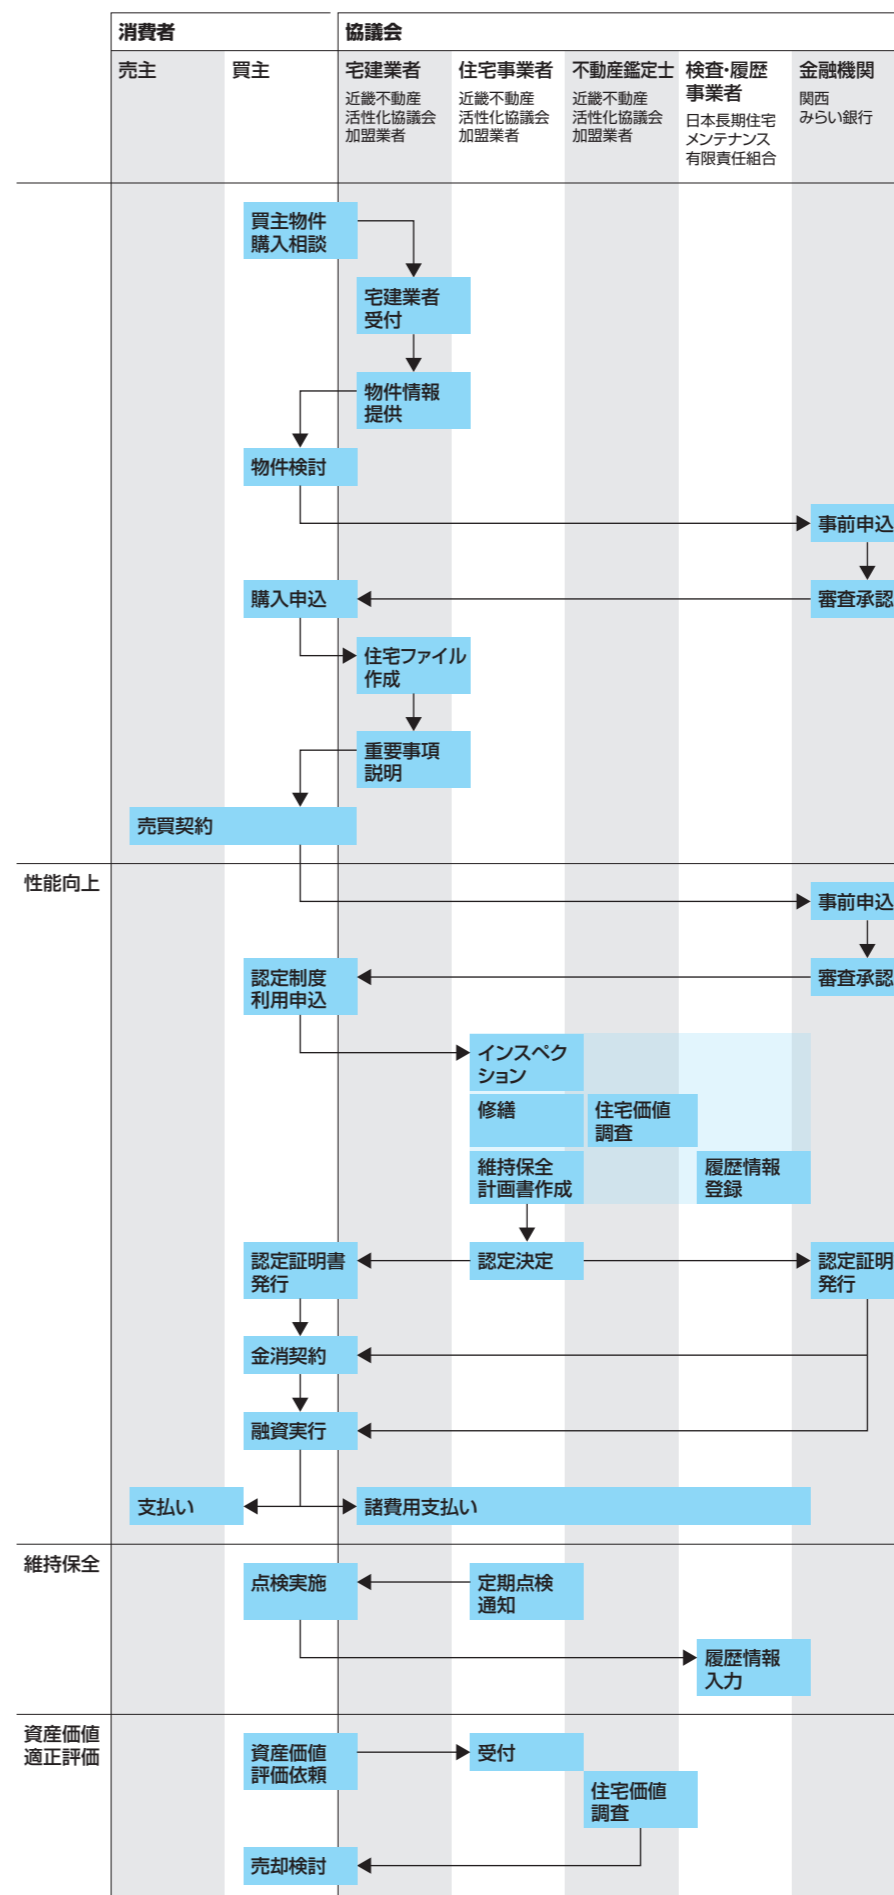 消費者
協議会
売主
買主
宅建業者
近畿不動産
活性化協議会
加盟業者
住宅事業者
近畿不動産
活性化協議会
加盟業者
不動産鑑定士
近畿不動産
活性化協議会
加盟業者
検査・履歴
事業者
日本長期住宅
メンテナンス
有限責任組合
金融機関
関西
みらい銀行
買主物件
購入相談
宅建業者
受付
物件情報
提供
物件検討
事前申込
審査承認
購入申込
住宅ファイル
作成
重要事項
説明
売買契約
性能向上
事前申込
審査承認
認定制度
利用申込
インスペク
ション
修繕
住宅価値
調査
維持保全
計画書作成
履歴情報
登録
認定決定
認定証明書
発行
認定証明
発行
金消契約
融資実行
支払い
諸費用支払い
維持保全
点検実施
定期点検
通知
履歴情報
入力
資産価値
適正評価
資産価値
評価依頼
受付
住宅価値
調査
売却検討